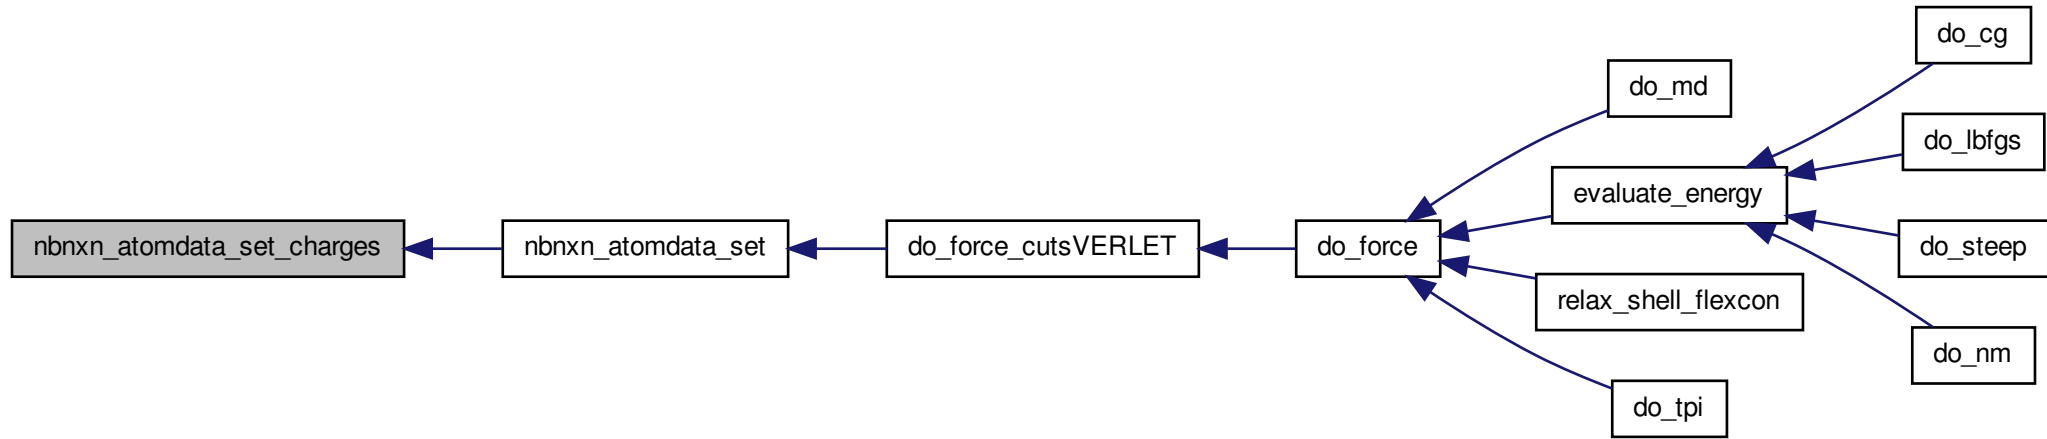 nbnxn_atomdata_set_charges
nbnxn_atomdata_set
do_force_cutsVERLET
do_force
do_md
evaluate_energy
relax_shell_flexcon
do_tpi
do_cg
do_lbfgs
do_steep
do_nm